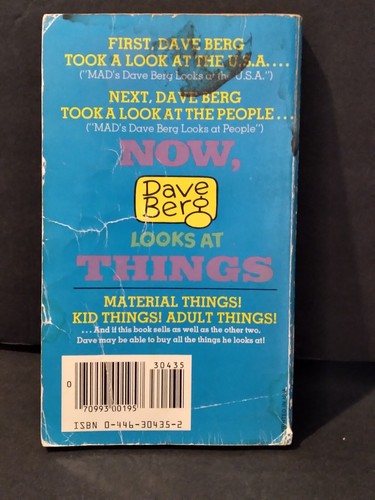 FIRST, DAVE BERG
TOOK A LOOK AT THE U.S.A. . . .
("MAD's Dave Berg Looks at the U.S.A.")
NEXT, DAVE BERG
TOOK A LOOK AT THE PEOPLE . . .
("MAD's Dave Berg Looks at People")
NOW,
Dave
Berg
LOOKS AT
THINGS
MATERIAL THINGS!
KID THINGS! ADULT THINGS!
. . . And if this book sells as well as the other two,
Dave may be able to buy all the things he looks at!
30435
0
70993 00195
ISBN 0-446-30435-2